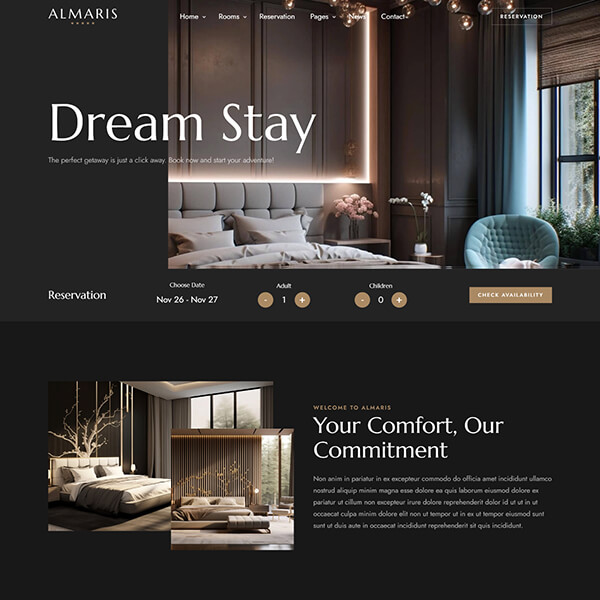 ALMARIS
Home Rooms Reservation Pages News Contact
RESERVATION
Dream Stay
The perfect getaway is just a click away. Book now and start your adventure!
Reservation
Choose Date
Nov 26 - Nov 27
Adult
- 1 +
Children
- 0 +
CHECK AVAILABILITY
WELCOME TO ALMARIS
Your Comfort, Our
Commitment
Non anim in pariatur in ex excepteur commodo do officia amet incididunt ullamco
nostrud aliquip minim magna esse dolore ea quis laborum eiusmod dolore ex
pariatur ut cillum non excepteur irure dolore reprehenderit dolor id ut ut in ut
occaecat culpa minim dolore elit non ut tempor ut in ex ut tempor eiusmod sunt
sunt ut duis aute in occaecat incididunt reprehenderit sit quis incididunt.